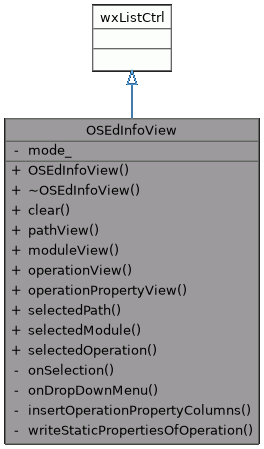 wxListCtrl
OSEdInfoView
- mode_
+ OSEdInfoView()
+ ~OSEdInfoView()
+ clear()
+ pathView()
+ moduleView()
+ operationView()
+ operationPropertyView()
+ selectedPath()
+ selectedModule()
+ selectedOperation()
- onSelection()
- onDropDownMenu()
- insertOperationPropertyColumns()
- writeStaticPropertiesOfOperation()